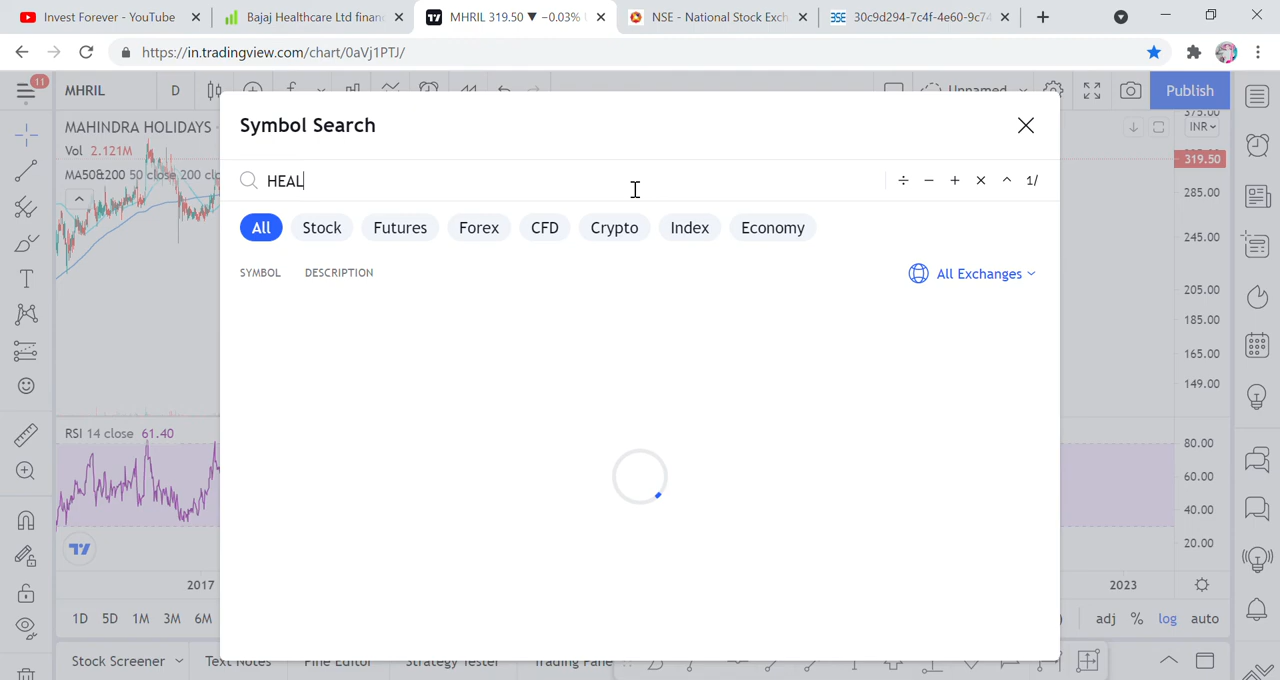 Invest Forever - YouTube
Bajaj Healthcare Ltd finan
MHRIL 319.50 ▼ −0.03%
NSE - National Stock Exch
30c9d294-7c4f-4e60-9c74
https://in.tradingview.com/chart/0aVj1PTJ/
11
MHRIL
D
Unnamed
Publish
MAHINDRA HOLIDAYS
Vol 2.121M
MA50&200 50 close 200 clo
Symbol Search
HEAL
÷ − + × ^ 1/
All
Stock
Futures
Forex
CFD
Crypto
Index
Economy
SYMBOL
DESCRIPTION
All Exchanges
375.00
INR
319.50
285.00
245.00
205.00
185.00
165.00
149.00
RSI 14 close 61.40
80.00
60.00
40.00
20.00
2017
2023
1D 5D 1M 3M 6M
adj % log auto
Stock Screener
Text Notes
Pine Editor
Strategy Tester
Trading Pane